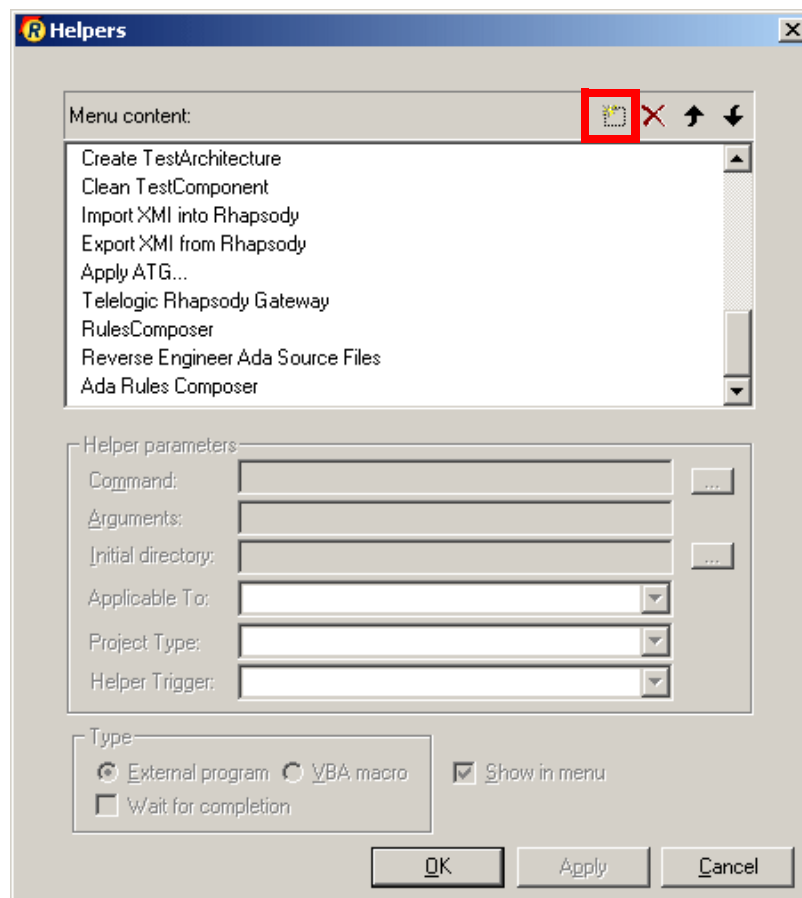 Helpers
Menu content:
Create TestArchitecture
Clean TestComponent
Import XMI into Rhapsody
Export XMI from Rhapsody
Apply ATG...
Telelogic Rhapsody Gateway
RulesComposer
Reverse Engineer Ada Source Files
Ada Rules Composer
Helper parameters
Command:
...
Arguments:
Initial directory:
...
Applicable To:
Project Type:
Helper Trigger:
Type
External program VBA macro Show in menu
Wait for completion
OK Apply Cancel